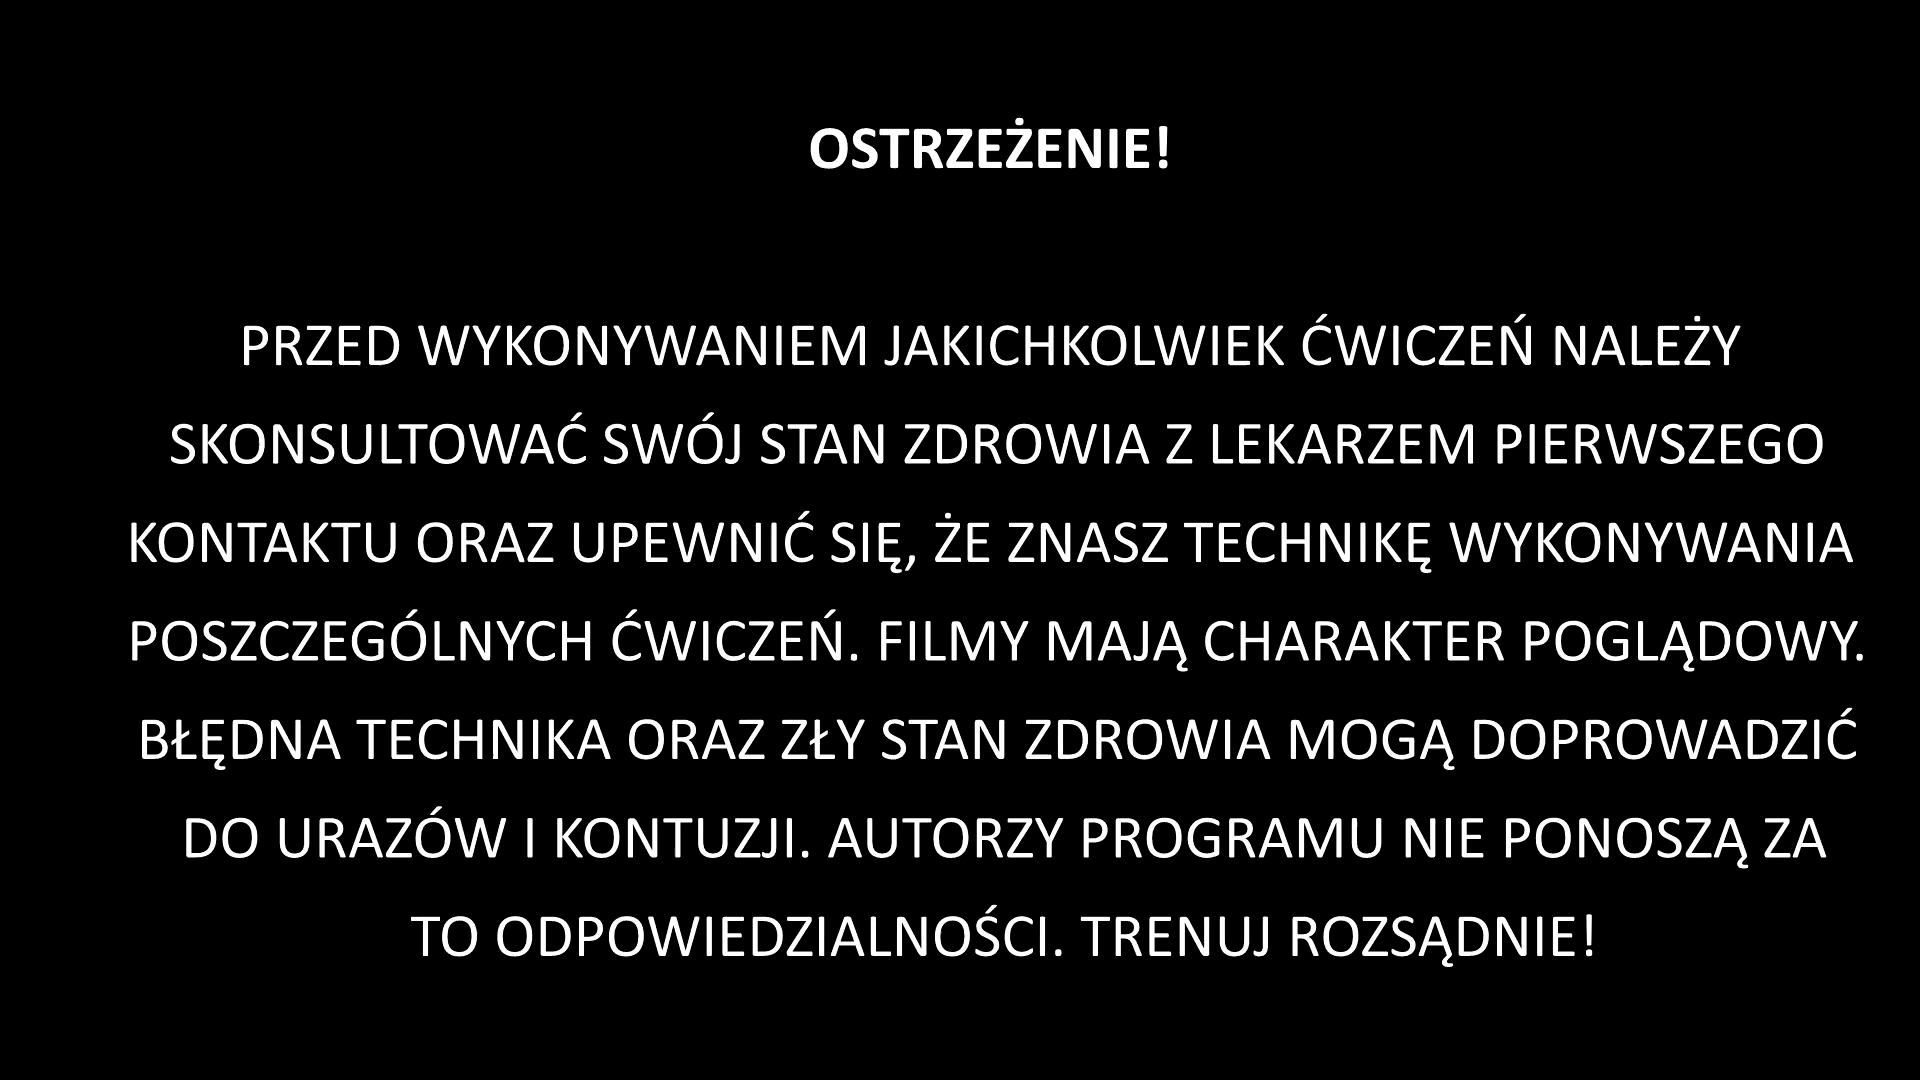 OSTRZEŻENIE!
PRZED WYKONYWANIEM JAKICHKOLWIEK ĆWICZEŃ NALEŻY
SKONSULTOWAĆ SWÓJ STAN ZDROWIA Z LEKARZEM PIERWSZEGO
KONTAKTU ORAZ UPEWNIĆ SIĘ, ŻE ZNASZ TECHNIKĘ WYKONYWANIA
POSZCZEGÓLNYCH ĆWICZEŃ. FILMY MAJĄ CHARAKTER POGLĄDOWY.
BŁĘDNA TECHNIKA ORAZ ZŁY STAN ZDROWIA MOGĄ DOPROWADZIĆ
DO URAZÓW I KONTUZJI. AUTORZY PROGRAMU NIE PONOSZĄ ZA
TO ODPOWIEDZIALNOŚCI. TRENUJ ROZSĄDNIE!